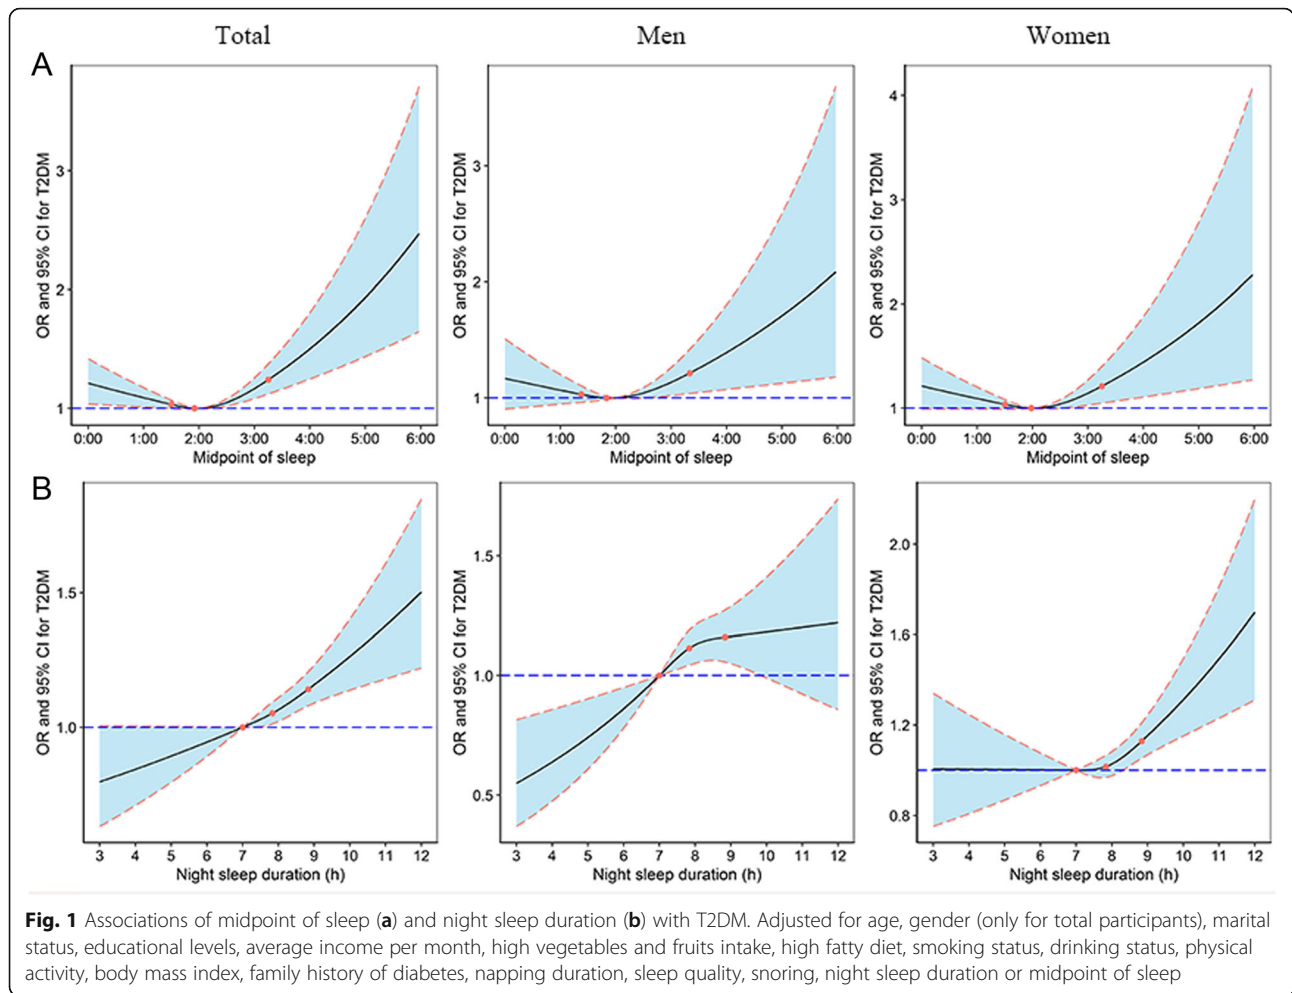 Total
Men
Women
A
OR and 95% CI for T2DM
3
2
1
0:00 1:00 2:00 3:00 4:00 5:00 6:00
Midpoint of sleep
OR and 95% CI for T2DM
3
2
1
0:00 1:00 2:00 3:00 4:00 5:00 6:00
Midpoint of sleep
OR and 95% CI for T2DM
4
3
2
1
0:00 1:00 2:00 3:00 4:00 5:00 6:00
Midpoint of sleep
B
OR and 95% CI for T2DM
1.5
1.0
3 4 5 6 7 8 9 10 11 12
Night sleep duration (h)
OR and 95% CI for T2DM
1.5
1.0
0.5
3 4 5 6 7 8 9 10 11 12
Night sleep duration (h)
OR and 95% CI for T2DM
2.0
1.6
1.2
1.0
0.8
3 4 5 6 7 8 9 10 11 12
Night sleep duration (h)
Fig. 1 Associations of midpoint of sleep (a) and night sleep duration (b) with T2DM. Adjusted for age, gender (only for total participants), marital
status, educational levels, average income per month, high vegetables and fruits intake, high fatty diet, smoking status, drinking status, physical
activity, body mass index, family history of diabetes, napping duration, sleep quality, snoring, night sleep duration or midpoint of sleep